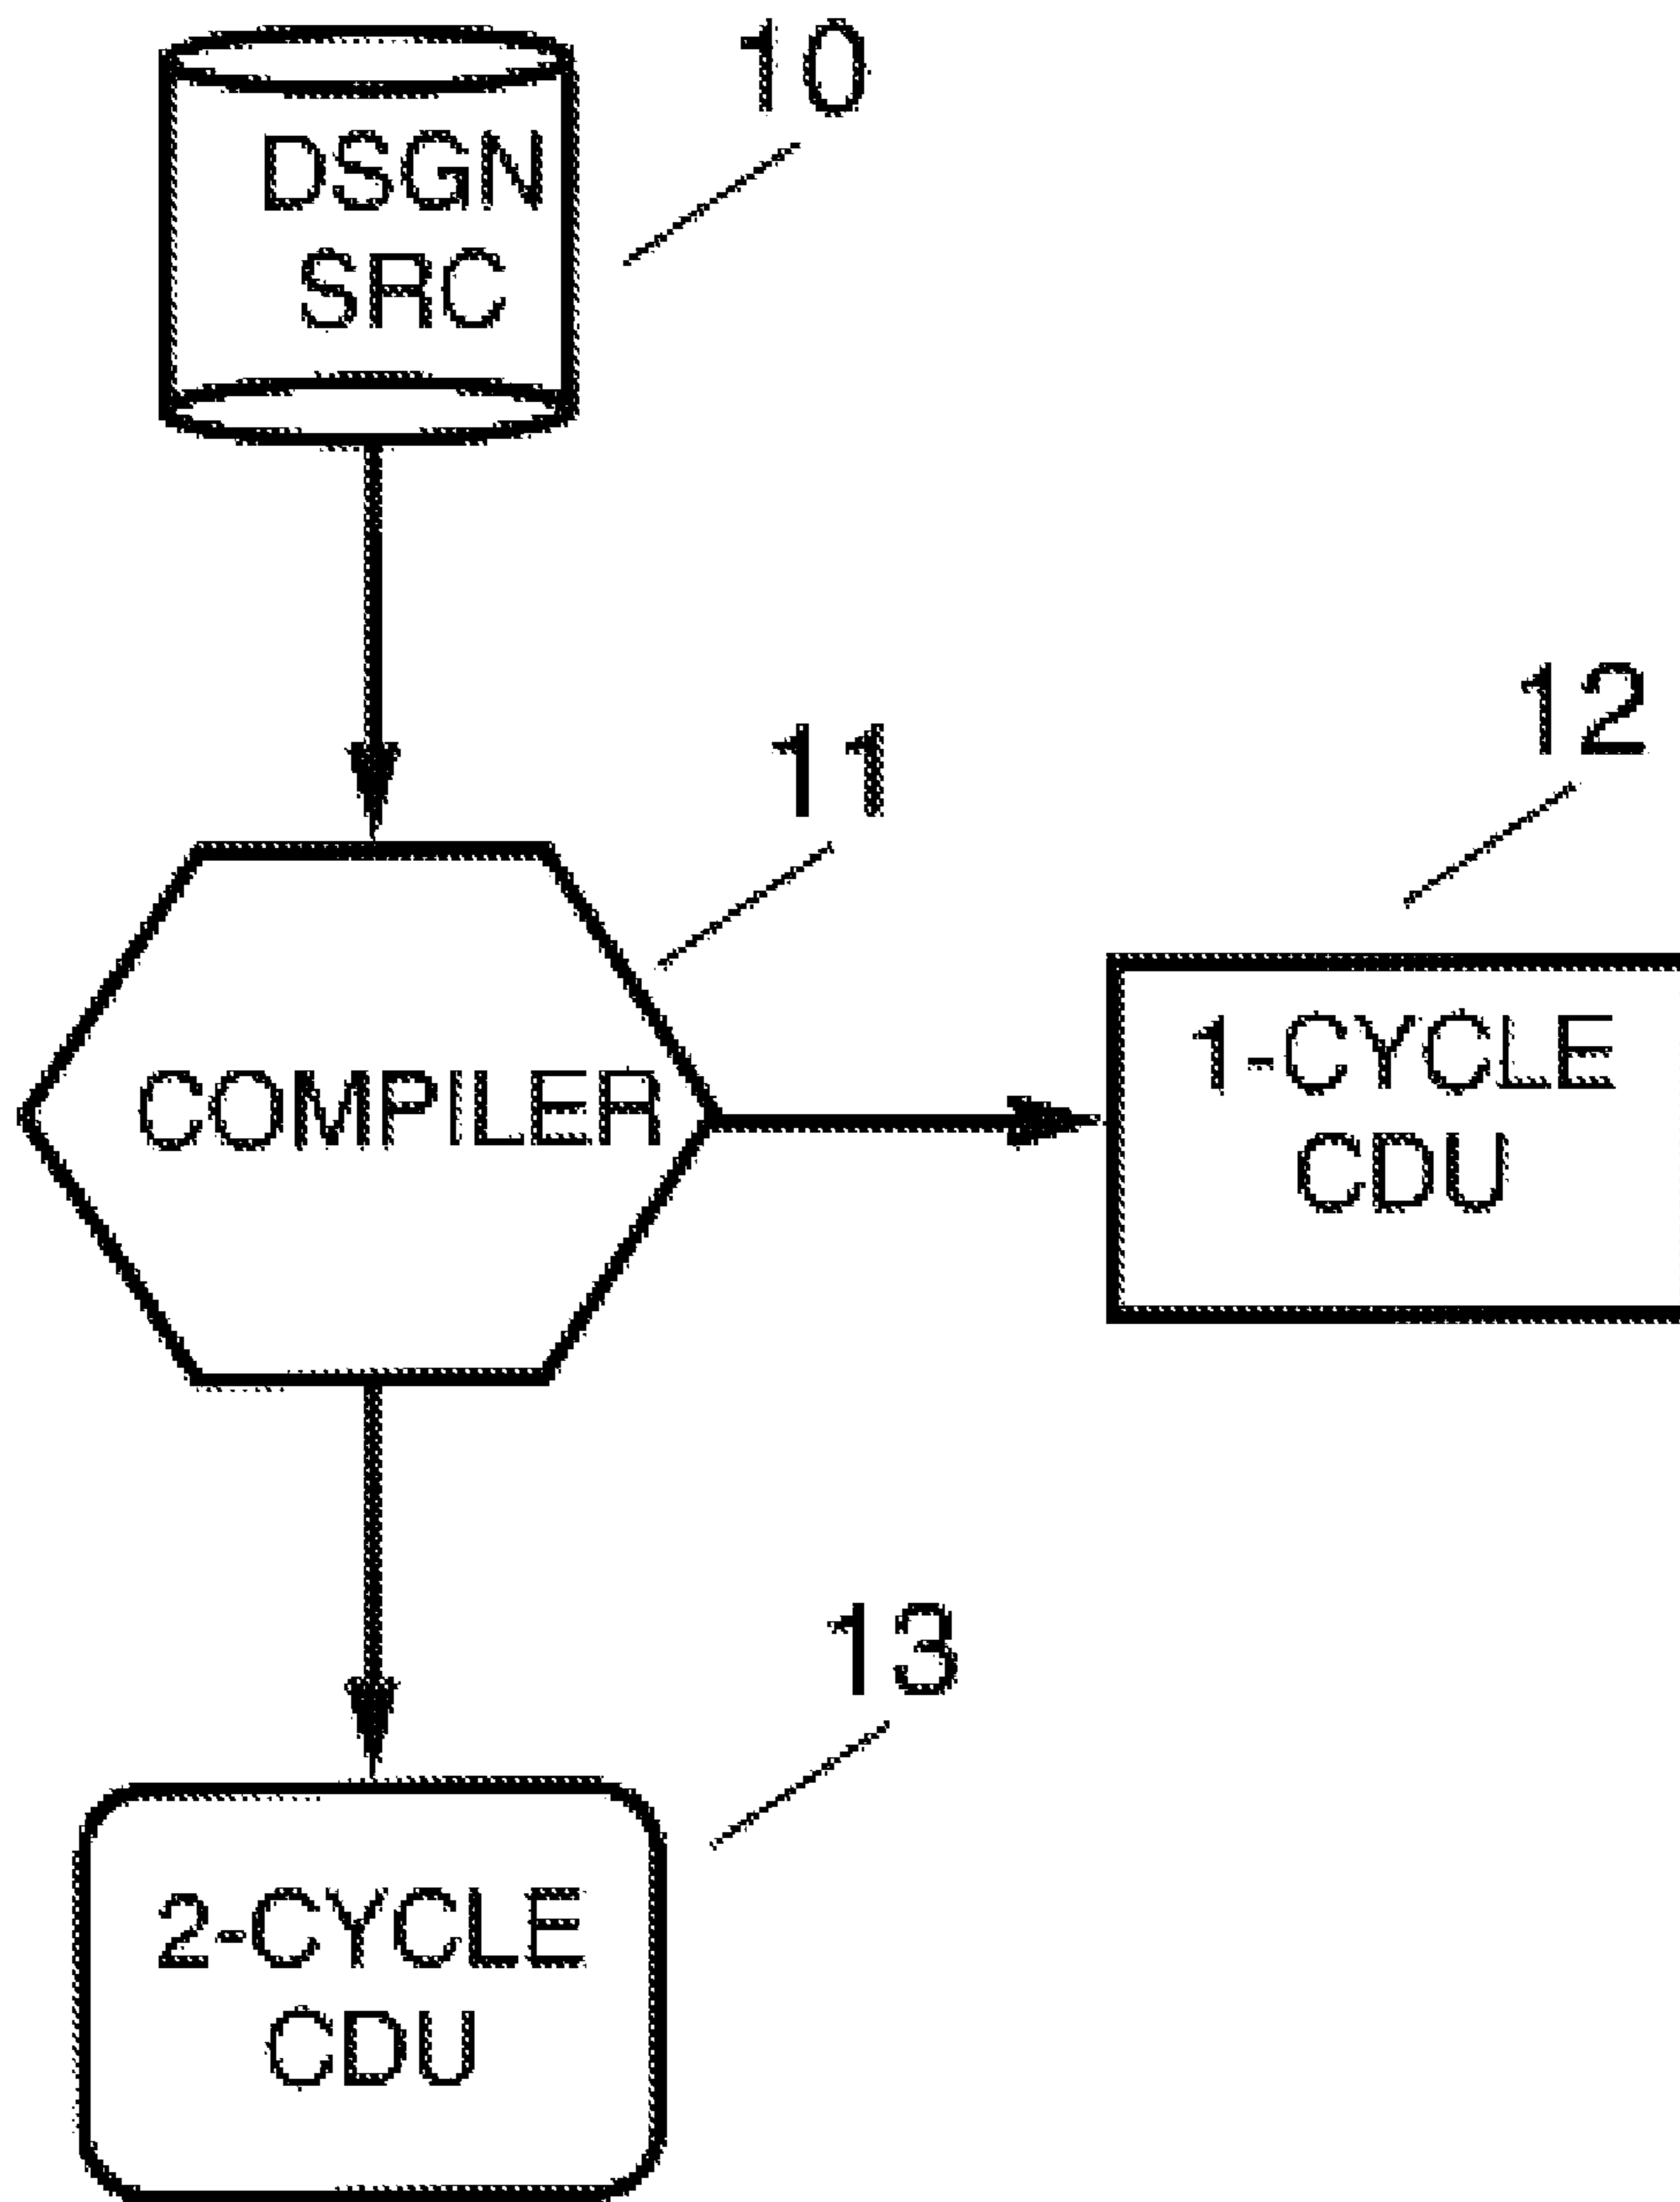 10
DSGN
SRC
11
12
COMPILER
1-CYCLE
CDU
13
2-CYCLE
CDU